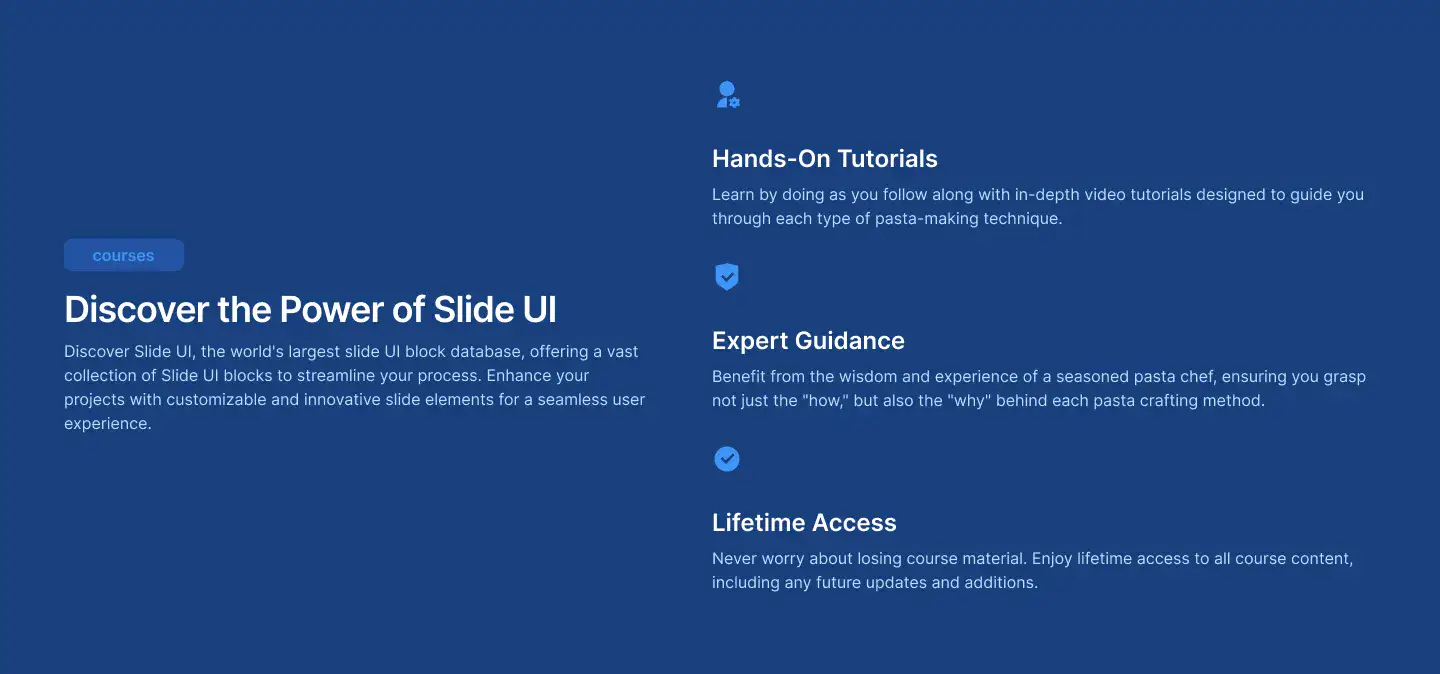 courses
Discover the Power of Slide UI
Discover Slide UI, the world's largest slide UI block database, offering a vast
collection of Slide UI blocks to streamline your process. Enhance your
projects with customizable and innovative slide elements for a seamless user
experience.
Hands-On Tutorials
Learn by doing as you follow along with in-depth video tutorials designed to guide you
through each type of pasta-making technique.
Expert Guidance
Benefit from the wisdom and experience of a seasoned pasta chef, ensuring you grasp
not just the "how," but also the "why" behind each pasta crafting method.
Lifetime Access
Never worry about losing course material. Enjoy lifetime access to all course content,
including any future updates and additions.